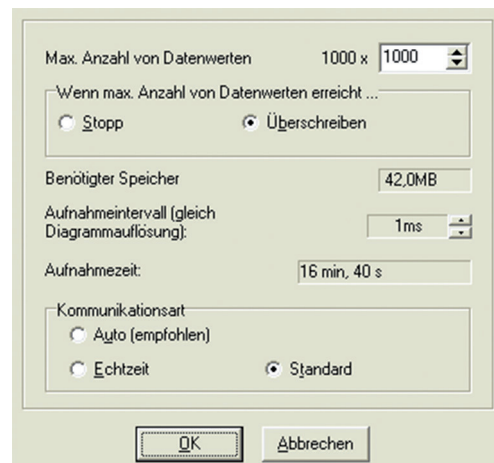 Max. Anzahl von Datenwerten 1000 x 1000
Wenn max. Anzahl von Datenwerten erreicht ...
Stopp Überschreiben
Benötigter Speicher 42,0MB
Aufnahmeintervall (gleich
Diagrammauflösung): 1ms
Aufnahmezeit: 16 min, 40 s
Kommunikationsart
Auto (empfohlen)
Echtzeit Standard
OK Abbrechen